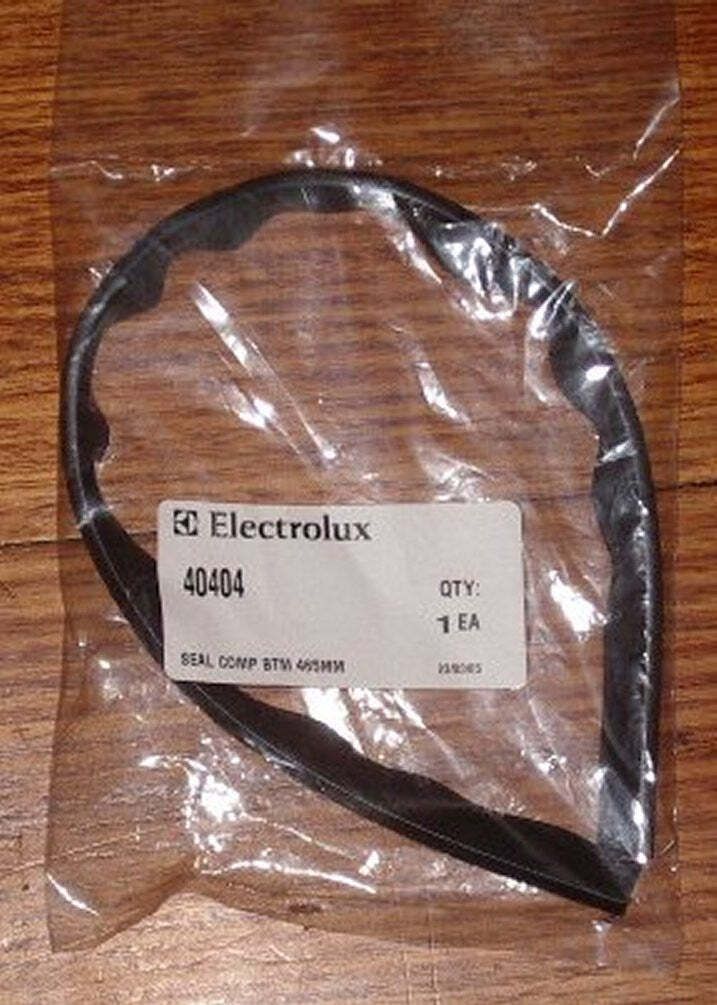 Electrolux
40404
QTY:
1 EA
SEAL COMP BTM 465MM